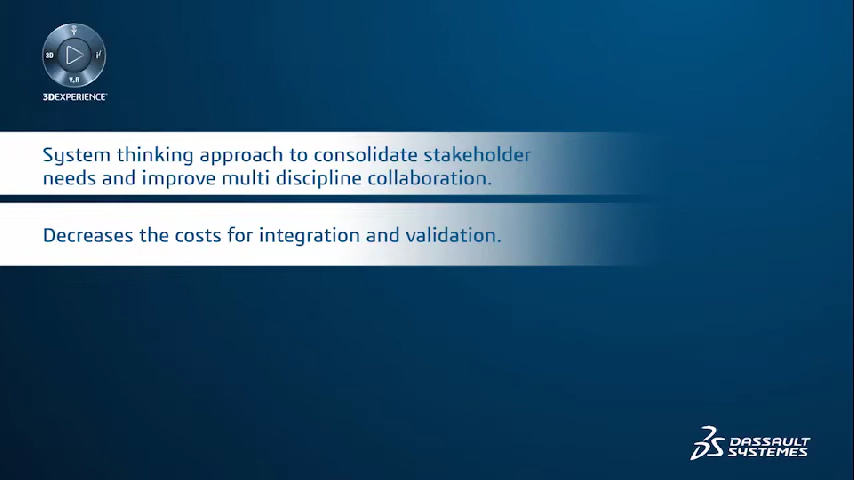 3D
V.R
3DEXPERIENCE
System thinking approach to consolidate stakeholder
needs and improve multi discipline collaboration.
Decreases the costs for integration and validation.
DASSAULT
SYSTEMES